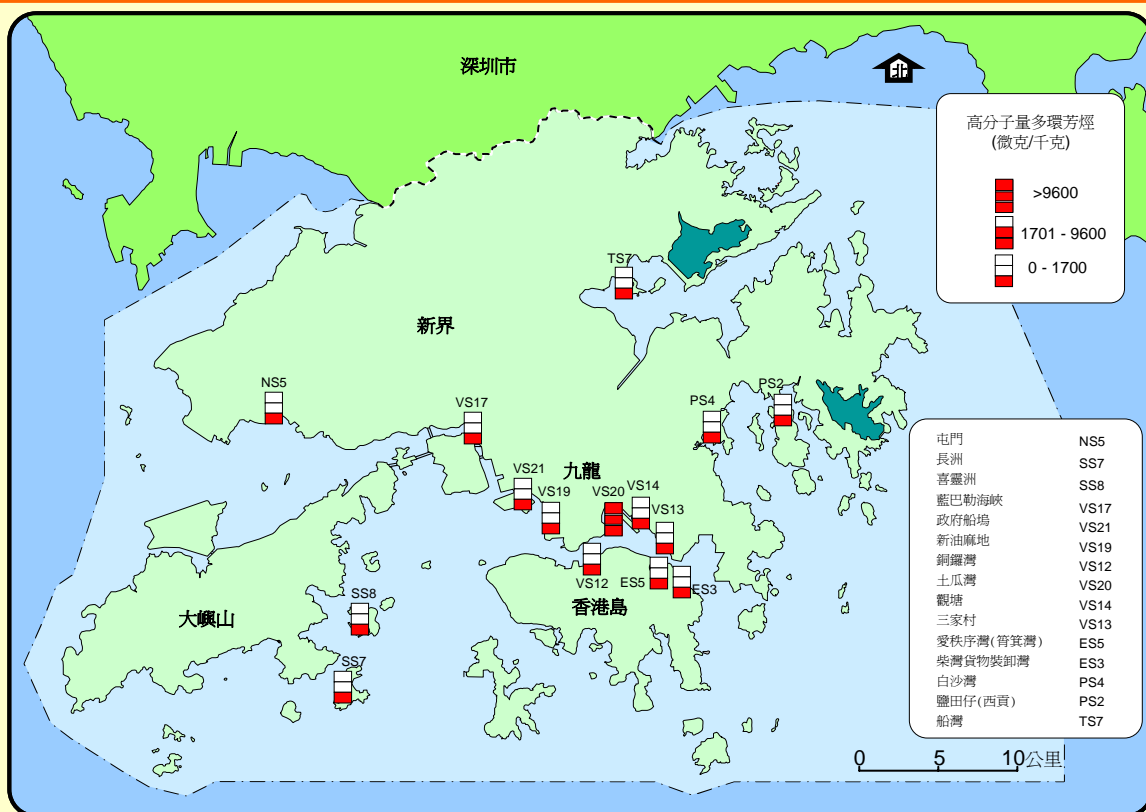 深圳市
北
高分子量多環芳烴
(微克/千克)
>9600
1701 - 9600
0 - 1700
TS7
新界
NS5
VS17
PS4
PS2
VS21
九龍
VS19
VS20
VS14
VS13
VS12
ES5
ES3
香港島
大嶼山
SS8
SS7
屯門 NS5
長洲 SS7
喜靈洲 SS8
藍巴勒海峽 VS17
政府船塢 VS21
新油麻地 VS19
銅鑼灣 VS12
土瓜灣 VS20
觀塘 VS14
三家村 VS13
愛秩序灣(筲箕灣) ES5
柴灣貨物裝卸灣 ES3
白沙灣 PS4
鹽田仔(西貢) PS2
船灣 TS7
0 5 10公里